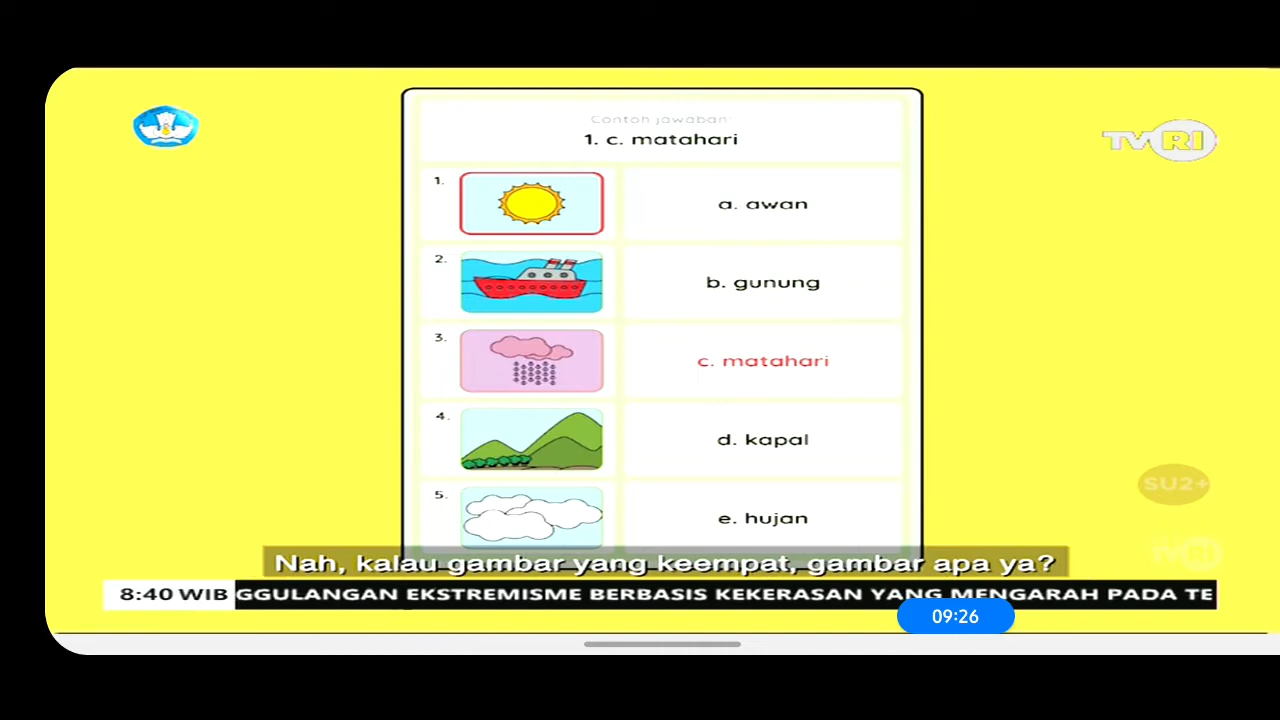 Contoh jawaban:
1. c. matahari
TVRI
1.
a. awan
2.
b. gunung
3.
c. matahari
4.
d. kapal
5.
e. hujan
SU2+
TVRI
Nah, kalau gambar yang keempat, gambar apa ya?
8:40 WIB GGULANGAN EKSTREMISME BERBASIS KEKERASAN YANG MENGARAH PADA TE
09:26